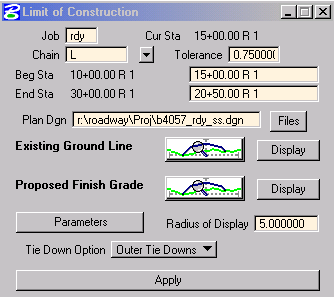 Limit of Construction
Job rdy Cur Sta 15+00.00 R 1
Chain L Tolerance 0.75000
Beg Sta 10+00.00 R 1 15+00.00 R 1
End Sta 30+00.00 R 1 20+50.00 R 1
Plan Dgn r:\roadway\Proj\b4057_rdy_ss.dgn Files
Existing Ground Line Display
Proposed Finish Grade Display
Parameters Radius of Display 5.000000
Tie Down Option Outer Tie Downs
Apply